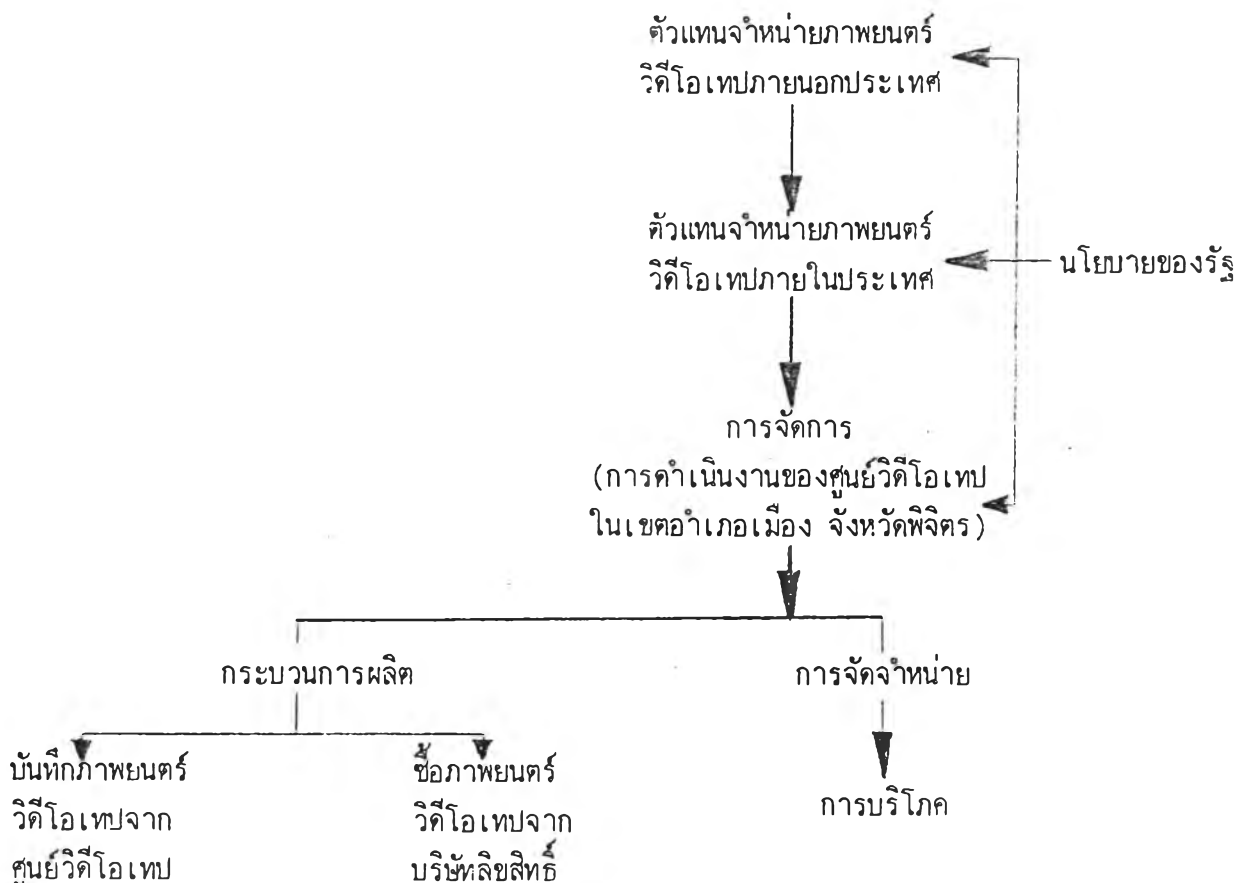 ตัวแทนจำหน่ายภาพยนตร์
วิดีโอเทปภายนอกประเทศ
ตัวแทนจำหน่ายภาพยนตร์
วิดีโอเทปภายในประเทศ
นโยบายของรัฐ
การจัดการ
(การดำเนินงานของศูนย์วิดีโอเทป
ในเขตอำเภอเมือง จังหวัดพิจิตร)
กระบวนการผลิต
การจัดจำหน่าย
บันทึกภาพยนตร์
วิดีโอเทปจาก
ศูนย์วิดีโอเทป
ซื้อภาพยนตร์
วิดีโอเทปจาก
บริษัทลิขสิทธิ์
การบริโภค